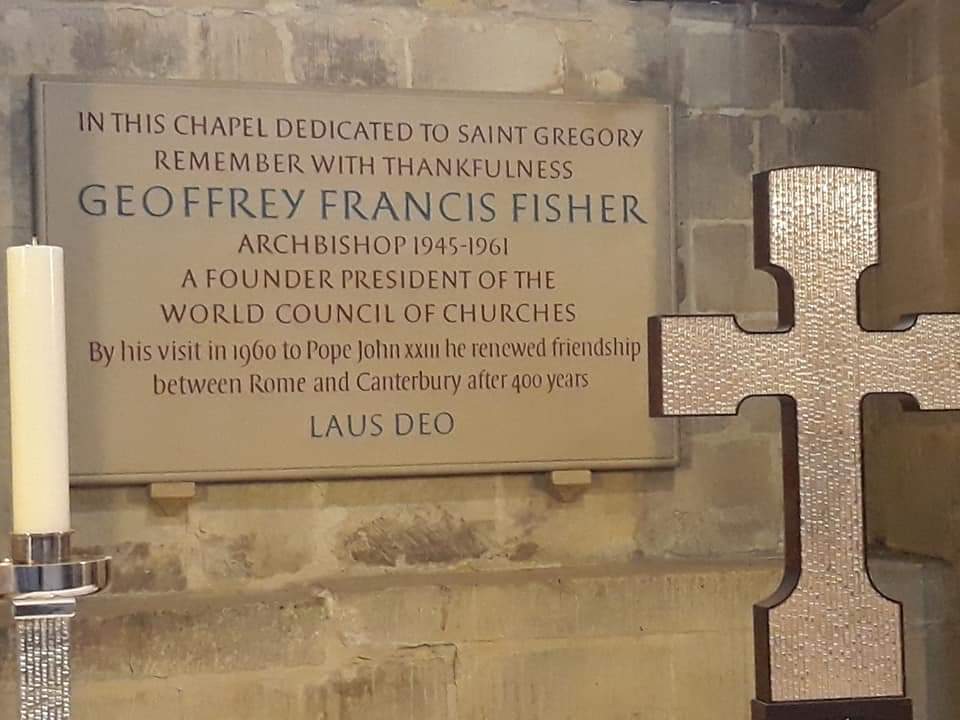 IN THIS CHAPEL DEDICATED TO SAINT GREGORY
REMEMBER WITH THANKFULNESS
GEOFFREY FRANCIS FISHER
ARCHBISHOP 1945-1961
A FOUNDER PRESIDENT OF THE
WORLD COUNCIL OF CHURCHES
By his visit in 1960 to Pope John XXIII he renewed friendship
between Rome and Canterbury after 400 years
LAUS DEO